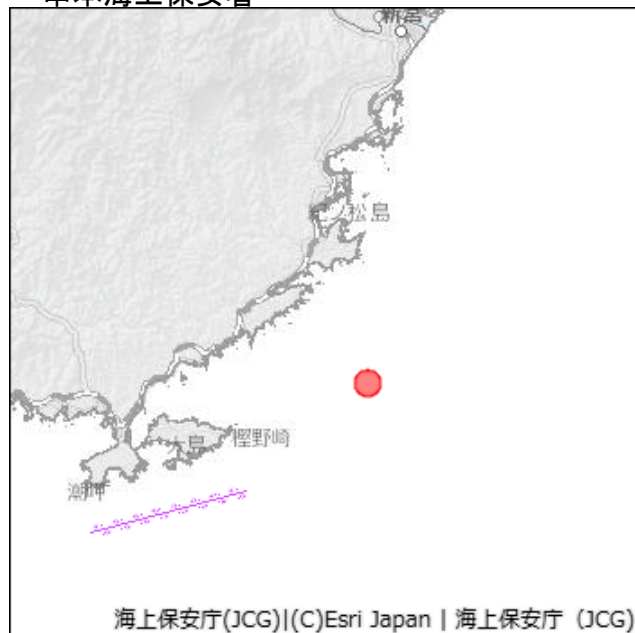 串本海上保安署
新宮
紀ノ松島
大島
樫野崎
潮岬
海上保安庁(JCG)|(C)Esri Japan | 海上保安庁（JCG)